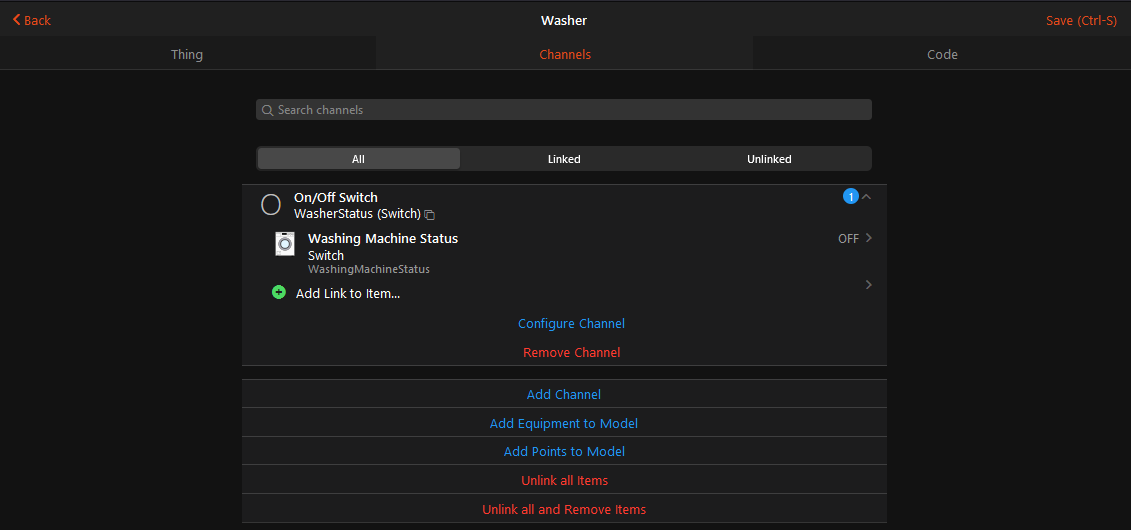 Back
Washer
Save (Ctrl-S)
Thing
Channels
Code
Search channels
All
Linked
Unlinked
O
On/Off Switch
1
WasherStatus (Switch)
Washing Machine Status
OFF
Switch
WashingMachineStatus
Add Link to Item...
Configure Channel
Remove Channel
Add Channel
Add Equipment to Model
Add Points to Model
Unlink all Items
Unlink all and Remove Items